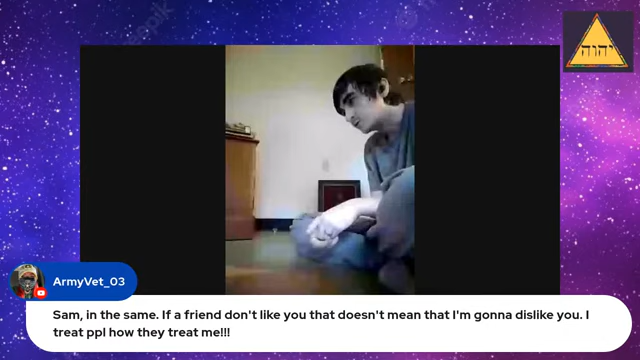 יהוה
ArmyVet_03
Sam, in the same. If a friend don't like you that doesn't mean that I'm gonna dislike you. I
treat ppl how they treat me!!!